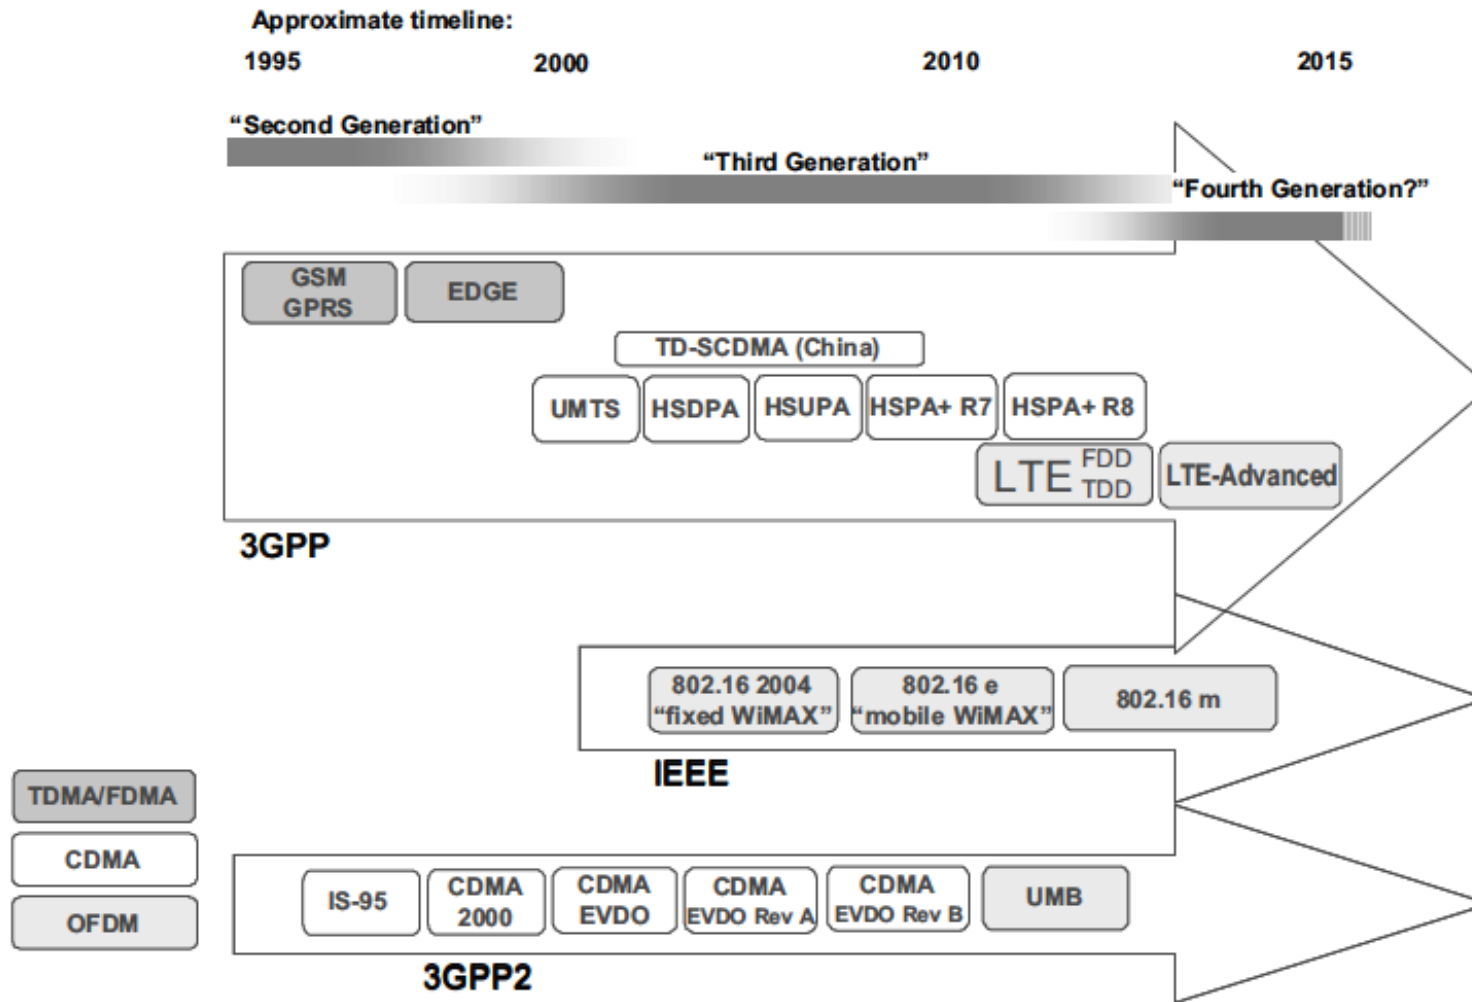 Approximate timeline:
1995 2000 2010 2015
“Second Generation”
“Third Generation”
“Fourth Generation?”
GSM
GPRS
EDGE
TD-SCDMA (China)
UMTS HSDPA HSUPA HSPA+ R7 HSPA+ R8
LTE FDD
TDD
LTE-Advanced
3GPP
802.16 2004
“fixed WiMAX”
802.16 e
“mobile WiMAX”
802.16 m
IEEE
TDMA/FDMA
CDMA
OFDM
IS-95
CDMA
2000
CDMA
EVDO
CDMA
EVDO Rev A
CDMA
EVDO Rev B
UMB
3GPP2